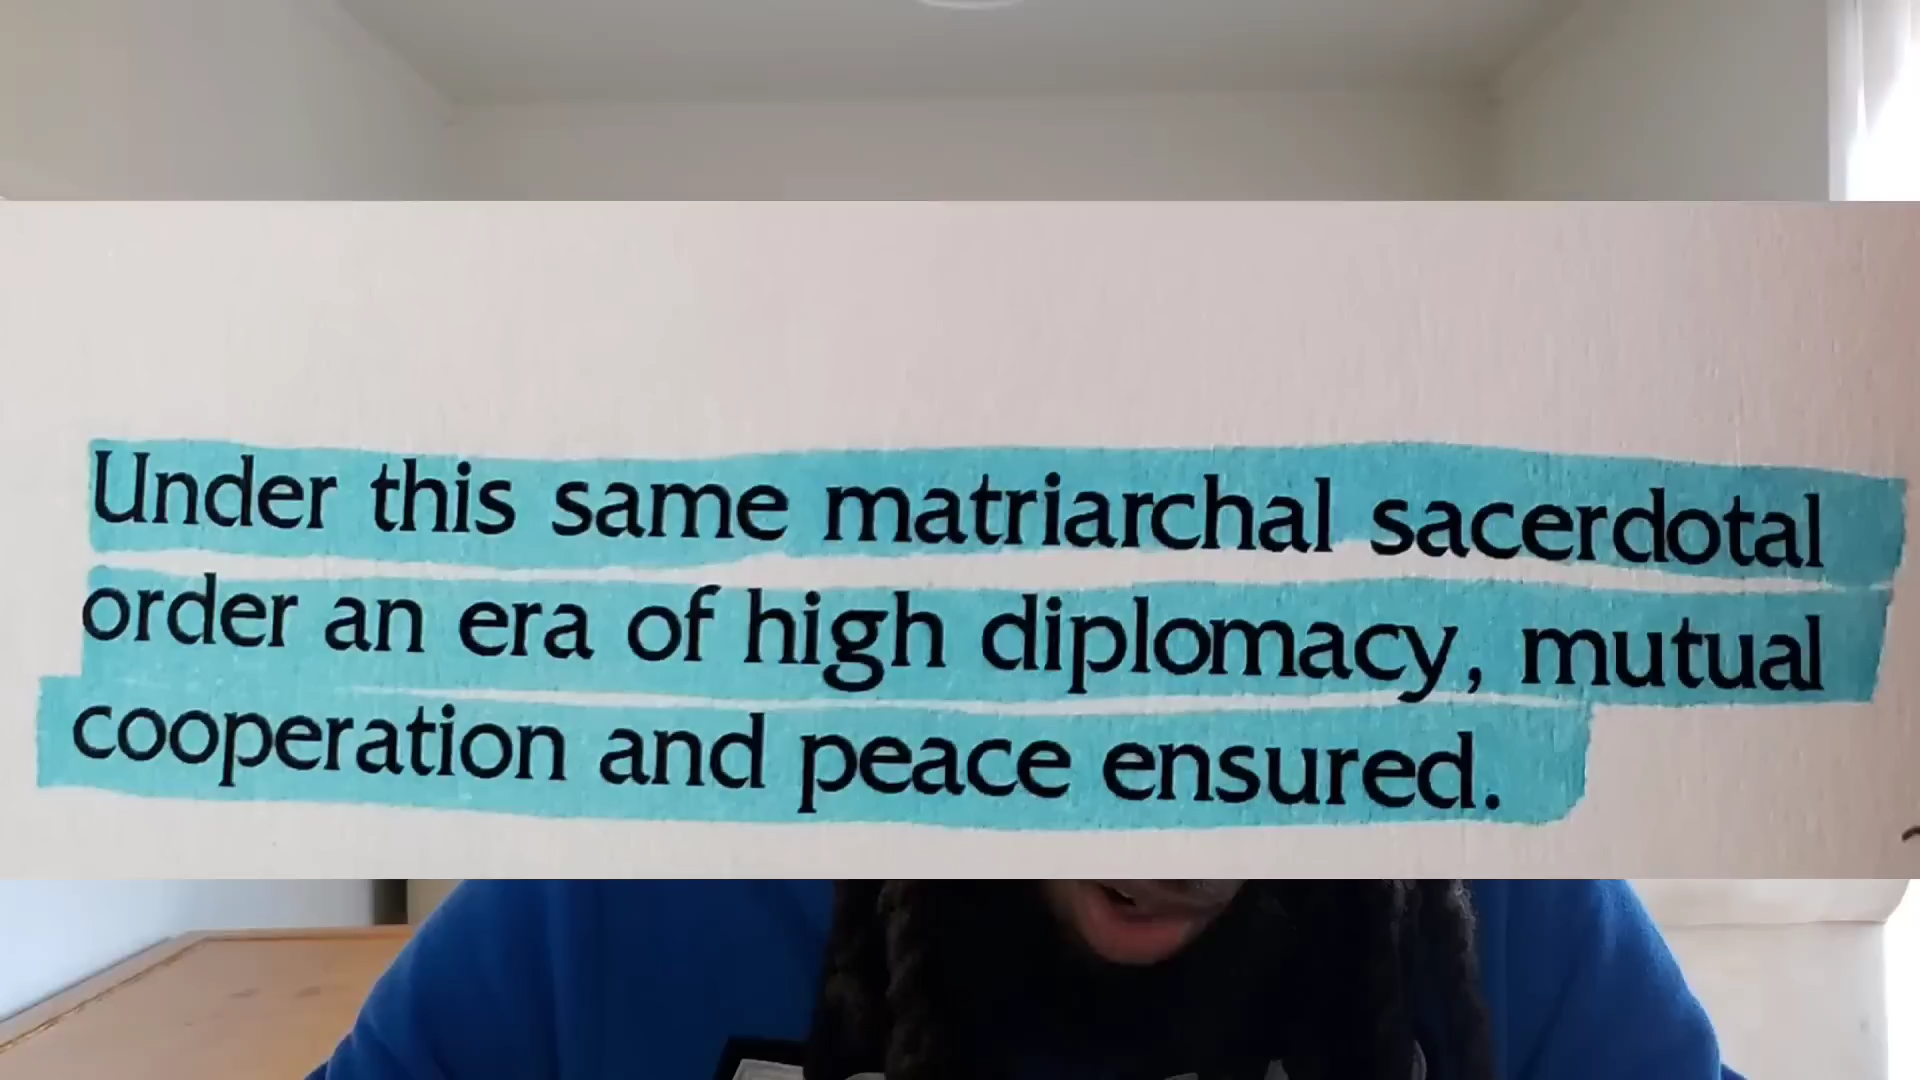 Under this same matriarchal sacerdotal
order an era of high diplomacy, mutual
cooperation and peace ensured.